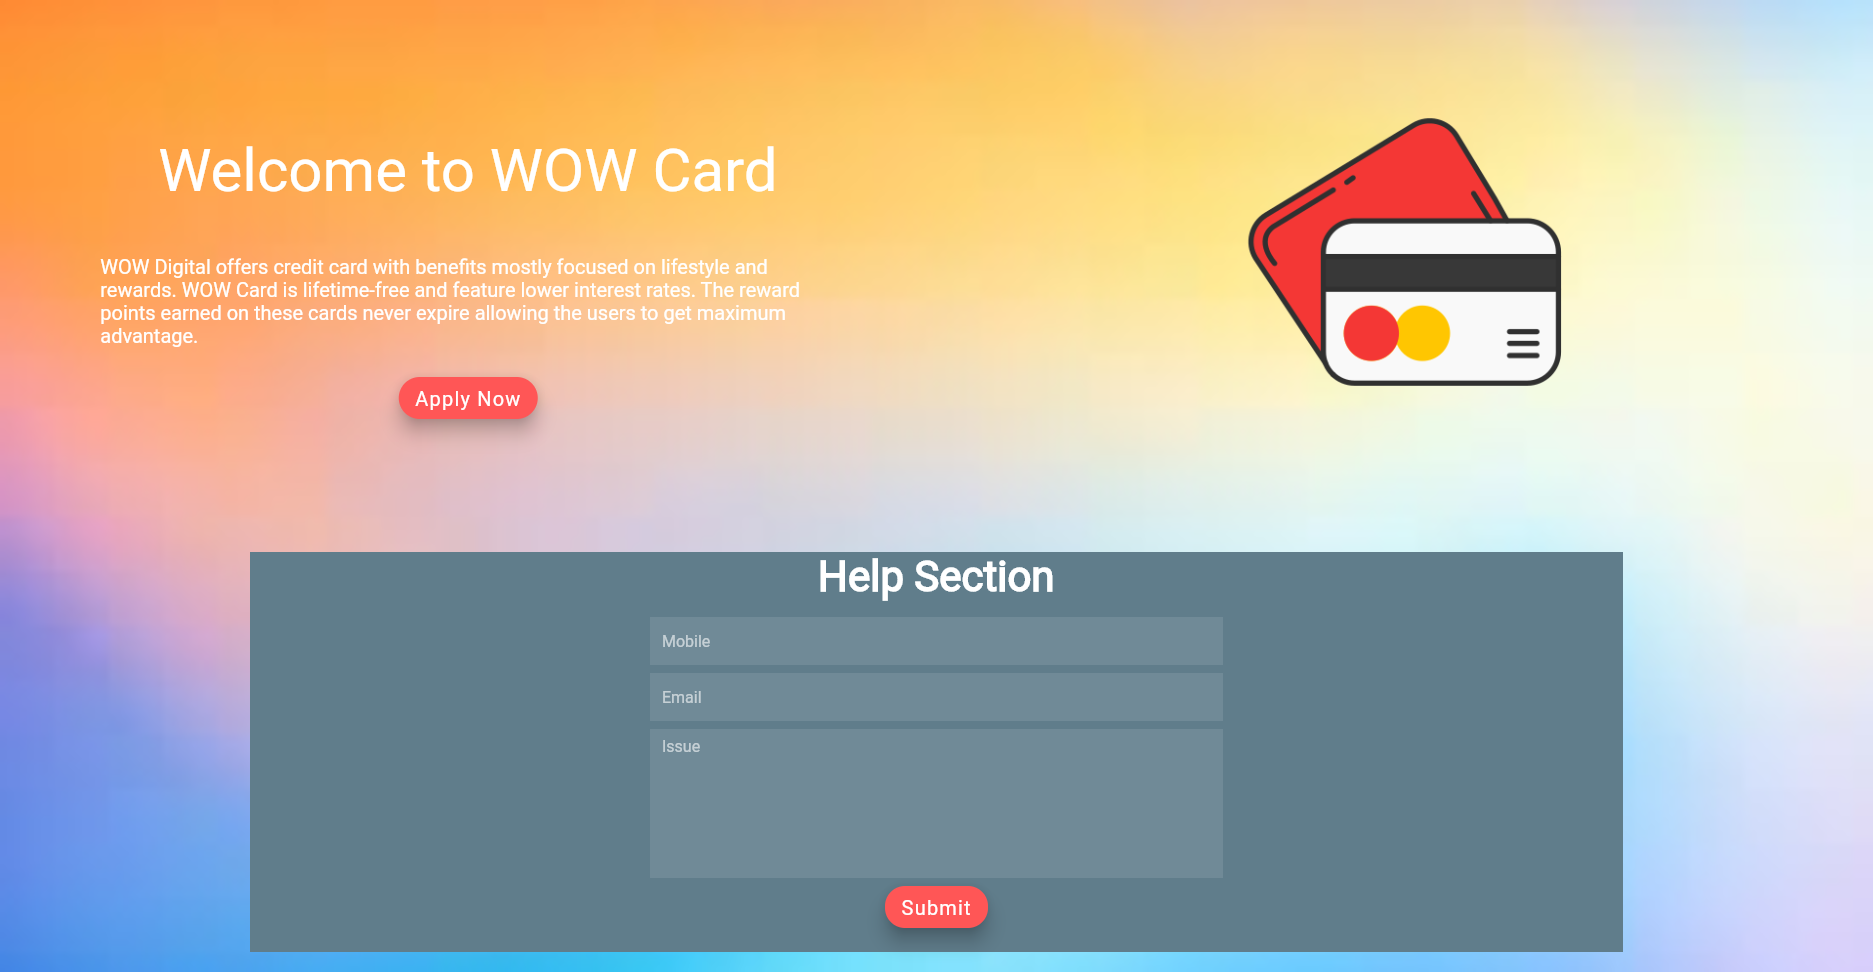 Welcome to WOW Card
WOW Digital offers credit card with benefits mostly focused on lifestyle and
rewards. WOW Card is lifetime-free and feature lower interest rates. The reward
points earned on these cards never expire allowing the users to get maximum
advantage.
Apply Now
Help Section
Mobile
Email
Issue
Submit